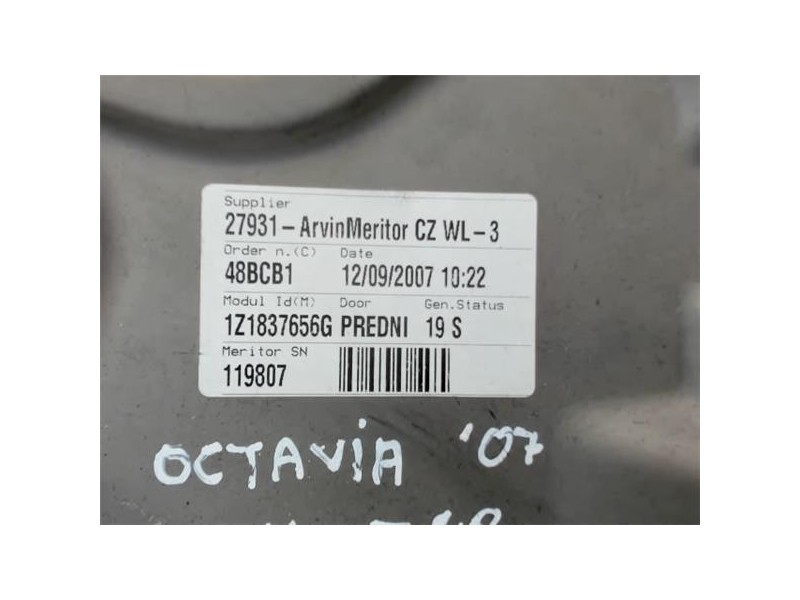 Supplier
27931-ArvinMeritor CZ WL-3
Order n.(C) Date
48BCB1 12/09/2007 10:22
Modul Id(M) Door Gen.Status
1Z1837656G PREDNI 19 S
Meritor SN
119807
OCTAViA '07